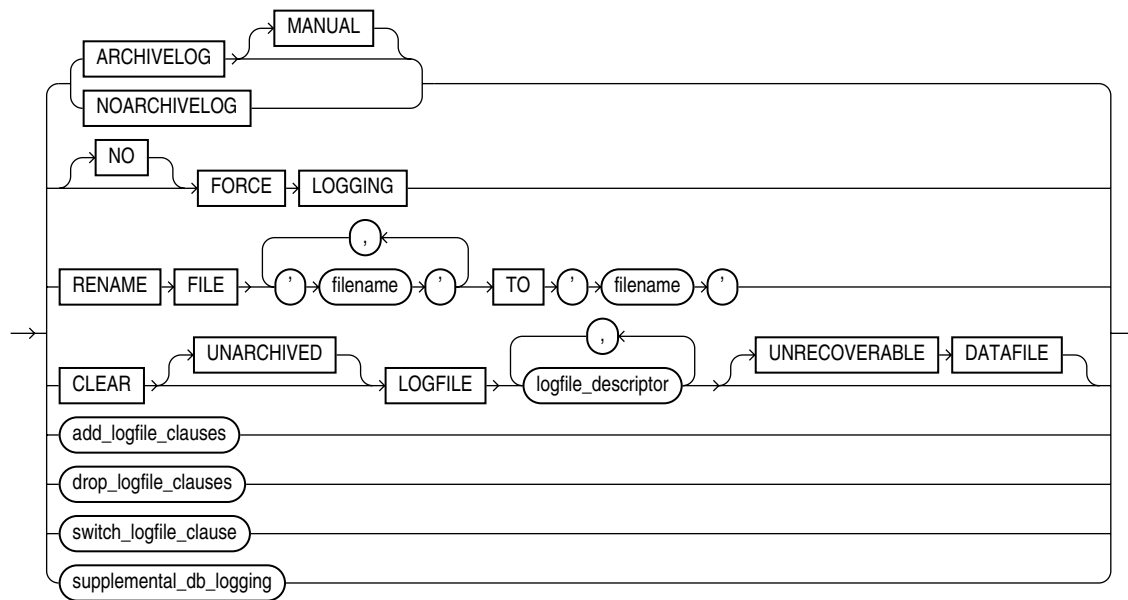 MANUAL
ARCHIVELOG
NOARCHIVELOG
NO
FORCE LOGGING
,
RENAME FILE ' filename ' TO ' filename '
,
UNARCHIVED UNRECOVERABLE DATAFILE
CLEAR LOGFILE logfile_descriptor
add_logfile_clauses
drop_logfile_clauses
switch_logfile_clause
supplemental_db_logging